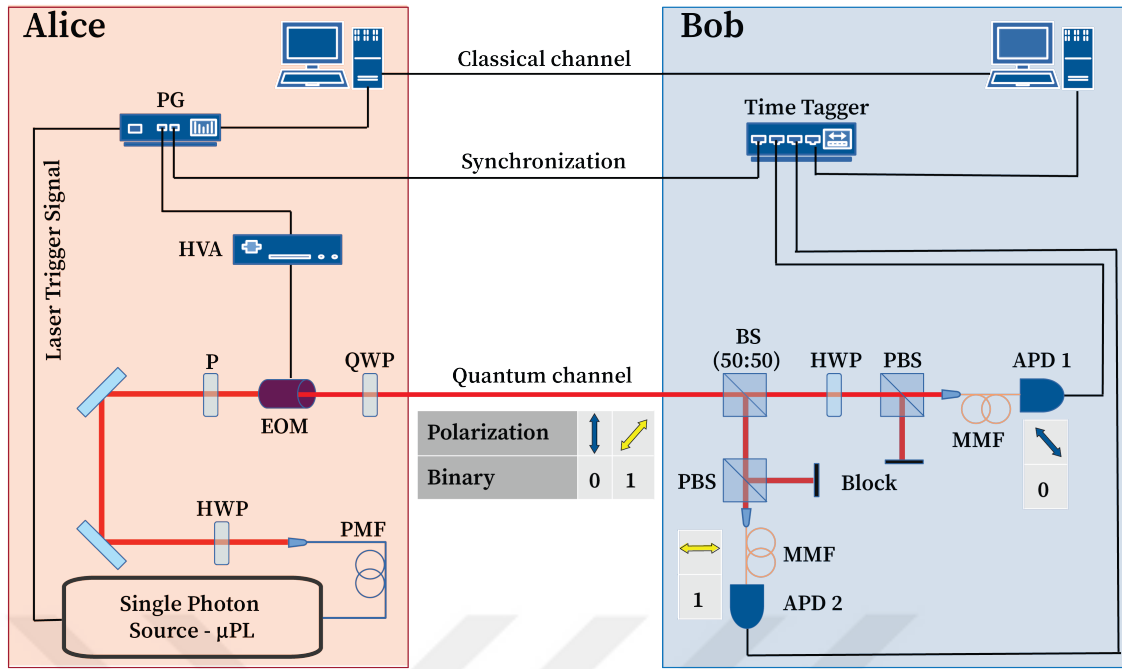 Alice
Bob
Classical channel
PG
Time Tagger
Synchronization
Laser Trigger Signal
HVA
P
EOM
QWP
Quantum channel
BS
(50:50)
HWP
PBS
APD 1
MMF
Polarization
Binary
0
1
0
PBS
Block
HWP
PMF
MMF
1
APD 2
Single Photon
Source - μPL